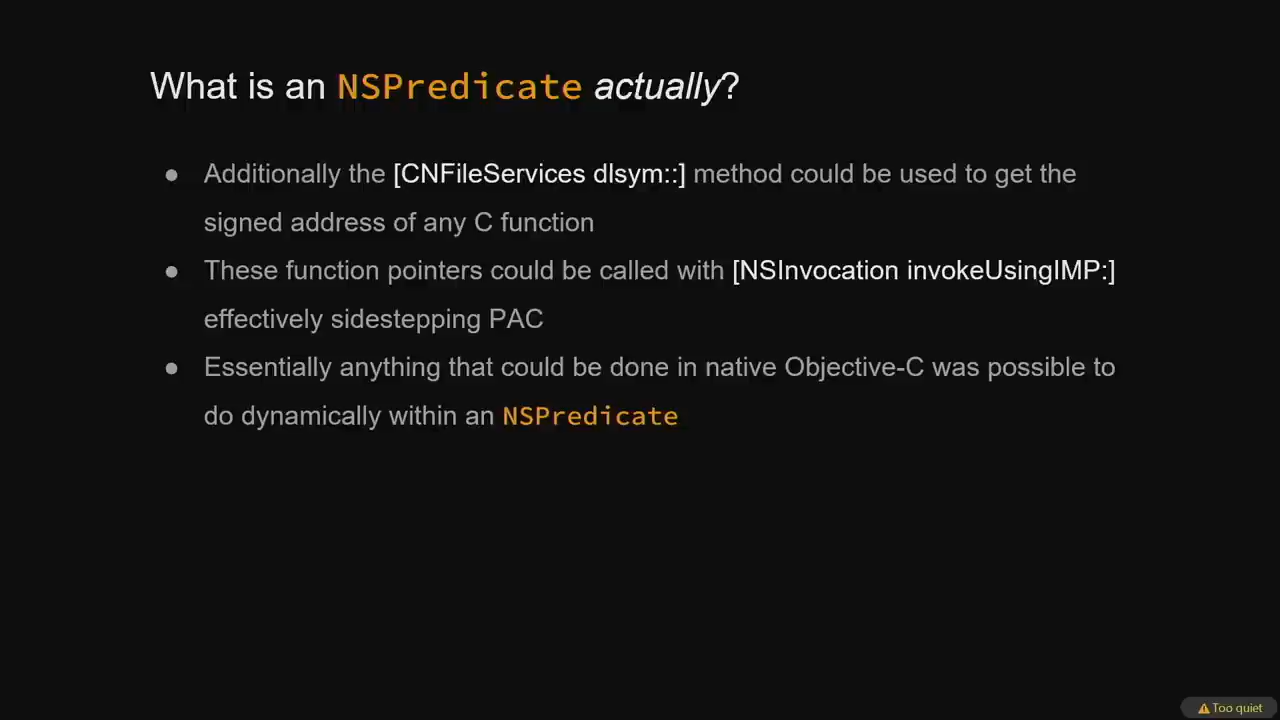 What is an NSPredicate actually?
● Additionally the [CNFileServices dlsym::] method could be used to get the
signed address of any C function
● These function pointers could be called with [NSInvocation invokeUsingIMP:]
effectively sidestepping PAC
● Essentially anything that could be done in native Objective-C was possible to
do dynamically within an NSPredicate
⚠ Too quiet